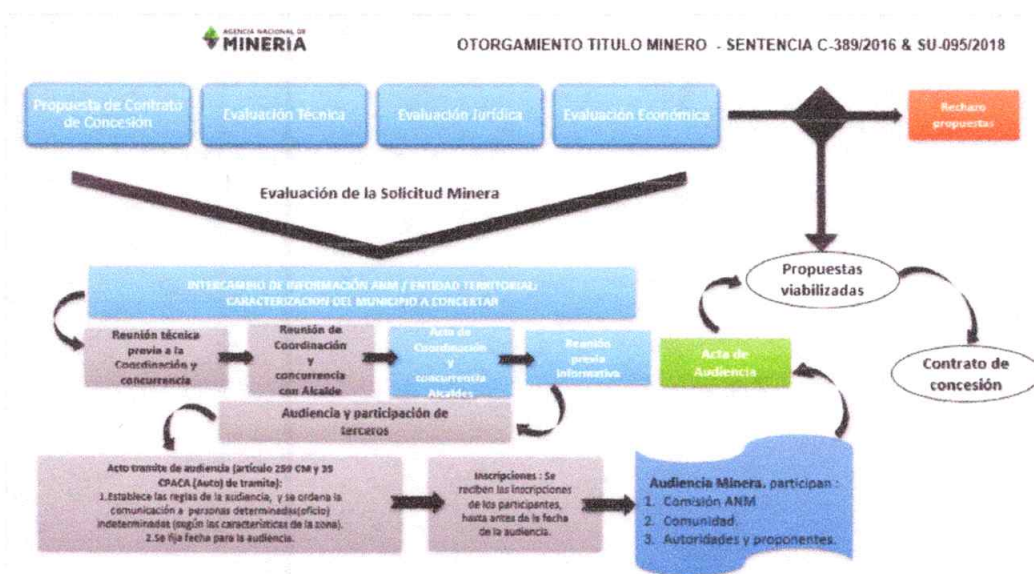 AGENCIA NACIONAL DE
MINERÍA
OTORGAMIENTO TITULO MINERO - SENTENCIA C-389/2016 & SU-095/2018
Propuesta de Contrato
de Concesión
Evaluación Técnica
Evaluación Jurídica
Evaluación Económica
Rechazo
propuestas
Evaluación de la Solicitud Minera
INTERCAMBIO DE INFORMACIÓN ANM / ENTIDAD TERRITORIAL:
CARACTERIZACION DEL MUNICIPIO A CONCERTAR
Propuestas
viabilizadas
Reunión técnica
previa a la
Coordinación y
concurrencia
Reunión de
Coordinación
y
concurrencia
con Alcalde
Acta de
Coordinación
y
concurrencia
Alcaldes
Reunión
previa
informativa
Acta de
Audiencia
Contrato de
concesión
Audiencia y participación de
terceros
Acto tramite de audiencia (artículo 259 CM y 35
CPACA (Auto) de tramite):
1.Establece las reglas de la audiencia, y se ordena la
comunicación a personas determinadas(oficio)
indeterminadas (según las características de la zona).
2.Se fija fecha para la audiencia.
Inscripciones : Se
reciben las inscripciones
de los participantes,
hasta antes de la fecha
de la audiencia.
Audiencia Minera. participan :
1. Comisión ANM
2. Comunidad.
3. Autoridades y proponentes.